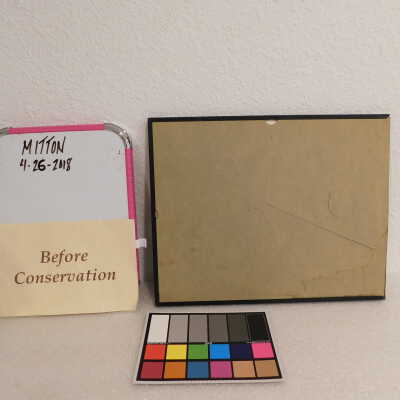 MITTON
4-26-2018
Before
Conservation